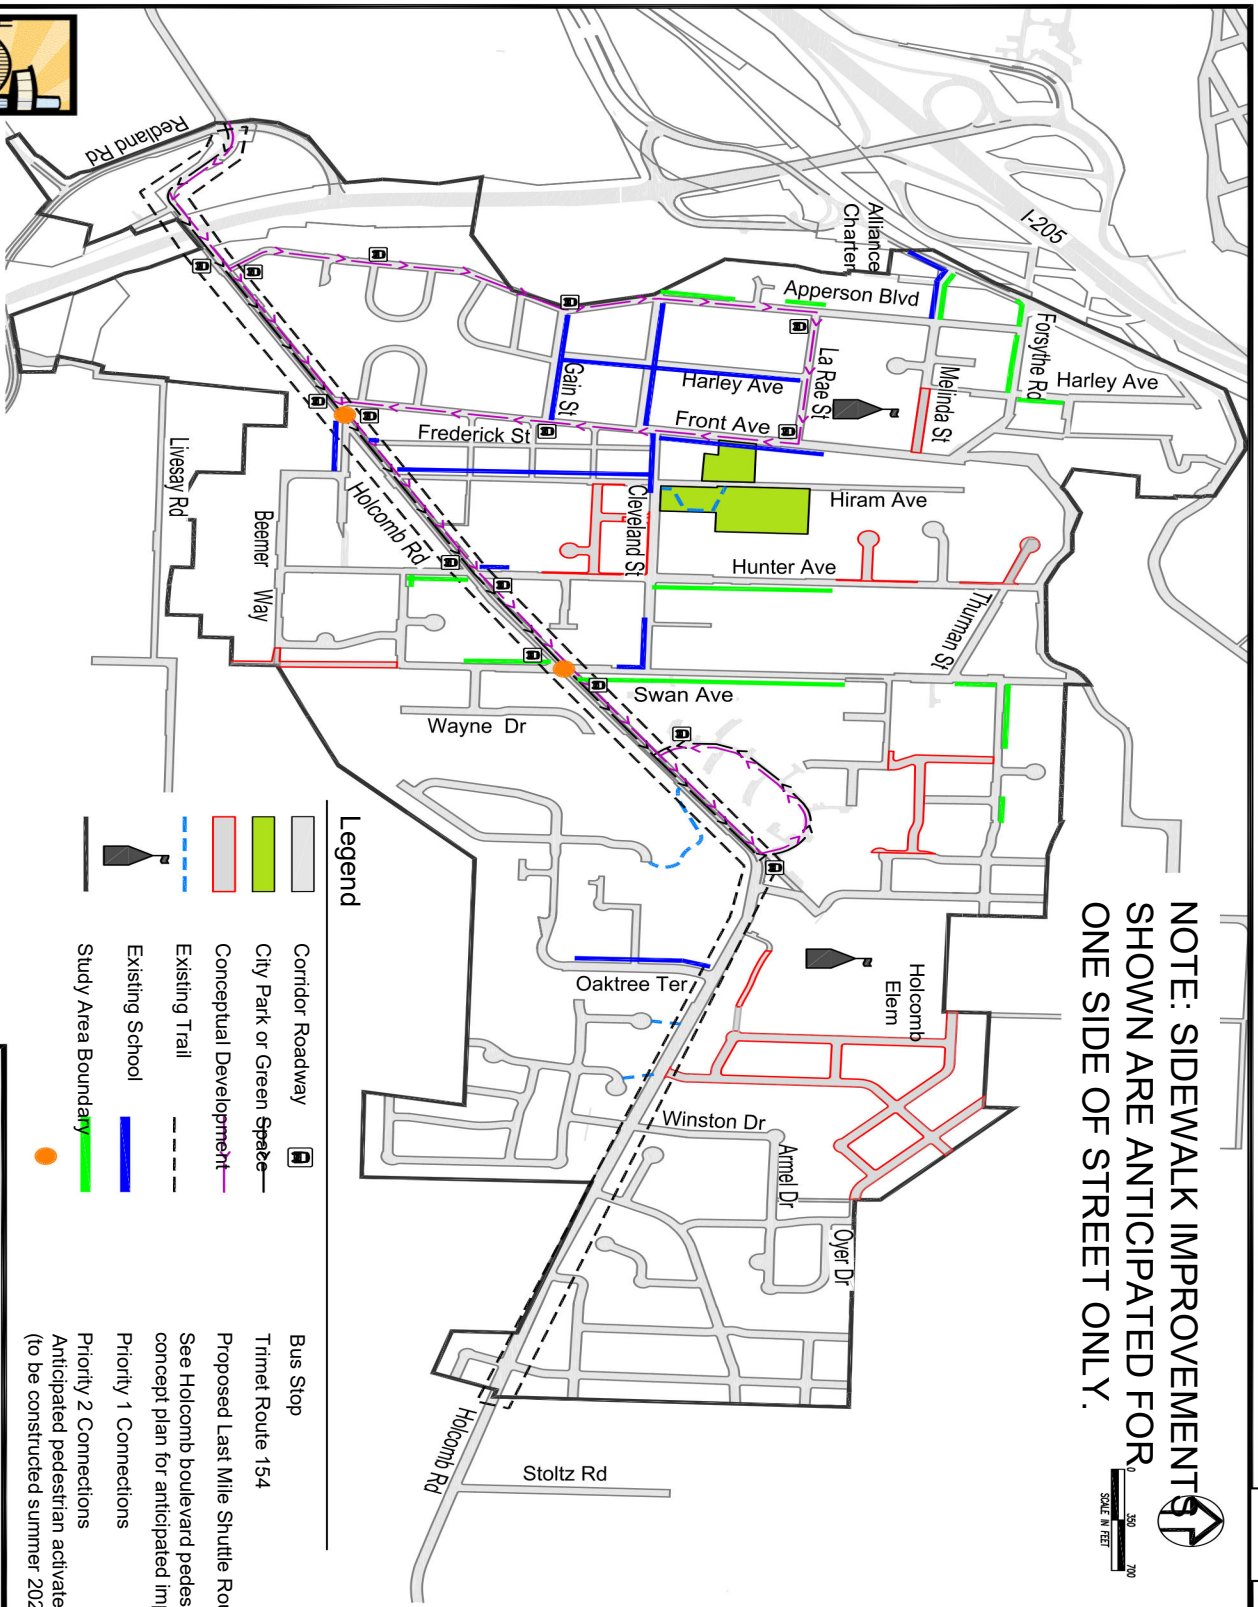 NOTE: SIDEWALK IMPROVEMENTS
SHOWN ARE ANTICIPATED FOR
ONE SIDE OF STREET ONLY.
0 350 700
SCALE IN FEET
I-205
Redland Rd
Alliance
Charter
Apperson Blvd
Forsythe Rd
Harley Ave
La Rae St
Melinda St
Harley Ave
Gain St
Front Ave
Frederick St
Hiram Ave
Cleveland St
Livesay Rd
Holcomb Rd
Beemer Way
Hunter Ave
Thurman St
Swan Ave
Wayne Dr
Holcomb
Elem
Oaktree Ter
Winston Dr
Armel Dr
Oyer Dr
Holcomb Rd
Stoltz Rd
Legend
Corridor Roadway
City Park or Green Space
Conceptual Development
Existing Trail
Existing School
Study Area Boundary
Bus Stop
Trimet Route 154
Proposed Last Mile Shuttle Rou
See Holcomb boulevard pedes
concept plan for anticipated imp
Priority 1 Connections
Priority 2 Connections
Anticipated pedestrian activate
(to be constructed summer 202